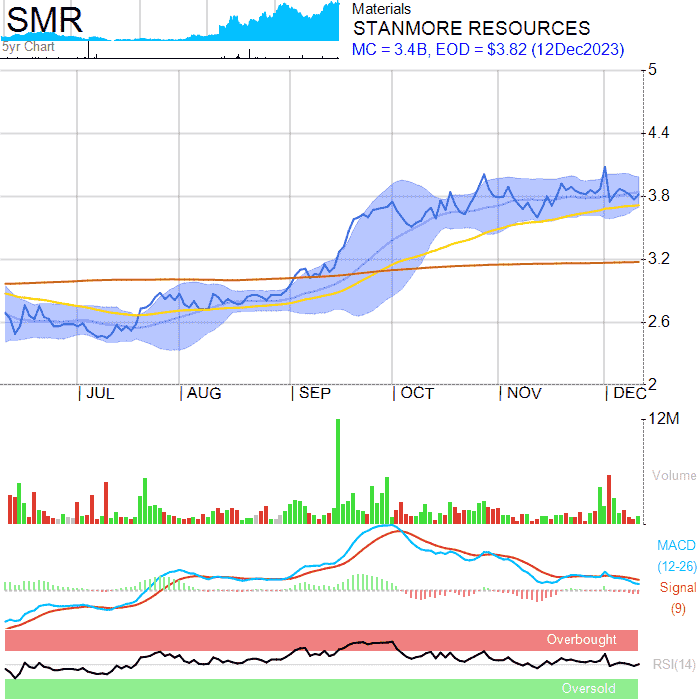 SMR
5yr Chart
Materials
STANMORE RESOURCES
MC = 3.4B, EOD = $3.82 (12Dec2023)
5
4.4
3.8
3.2
2.6
2
JUL AUG SEP OCT NOV DEC
12M
Volume
MACD
(12-26)
Signal
(9)
Overbought
RSI(14)
Oversold